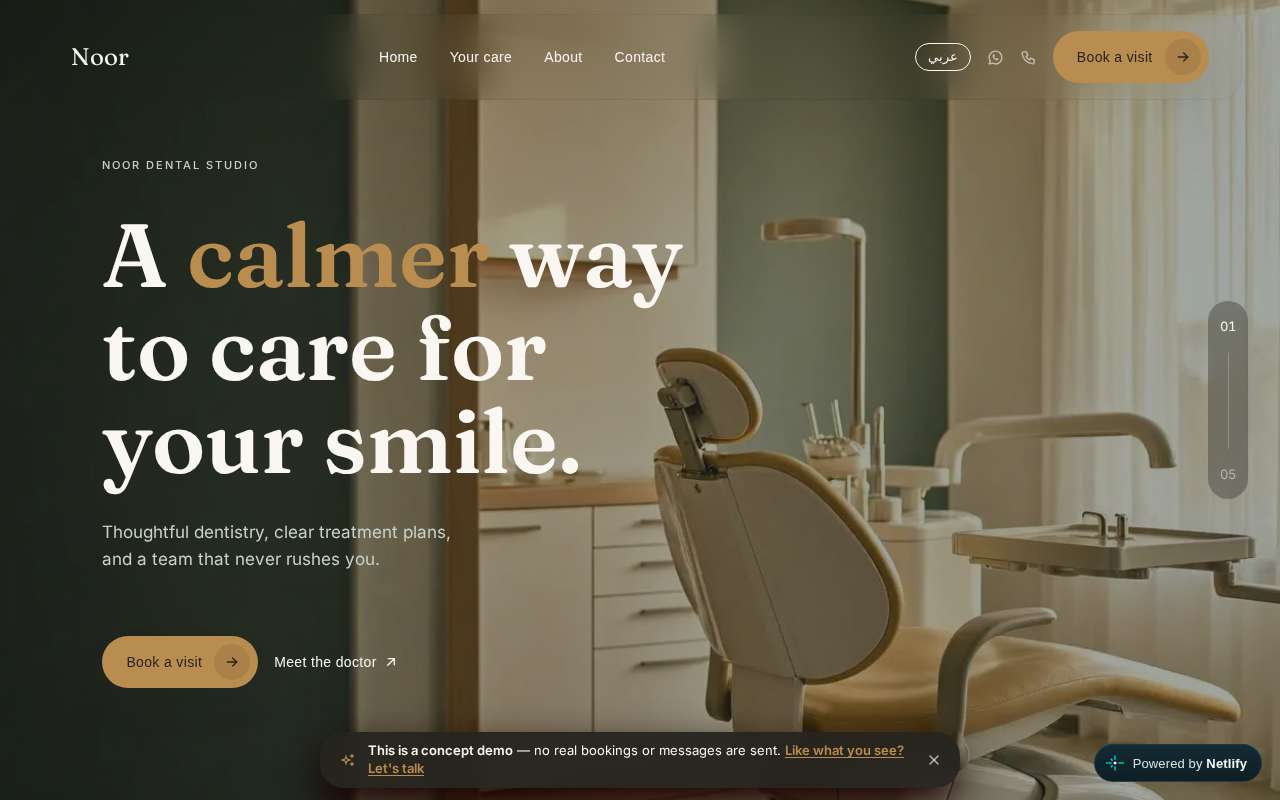 Noor
Home
Your care
About
Contact
عربي
Book a visit
NOOR DENTAL STUDIO
A calmer way
to care for
your smile.
01
05
Thoughtful dentistry, clear treatment plans,
and a team that never rushes you.
Book a visit
Meet the doctor
This is a concept demo — no real bookings or messages are sent. Like what you see?
Let's talk
Powered by Netlify